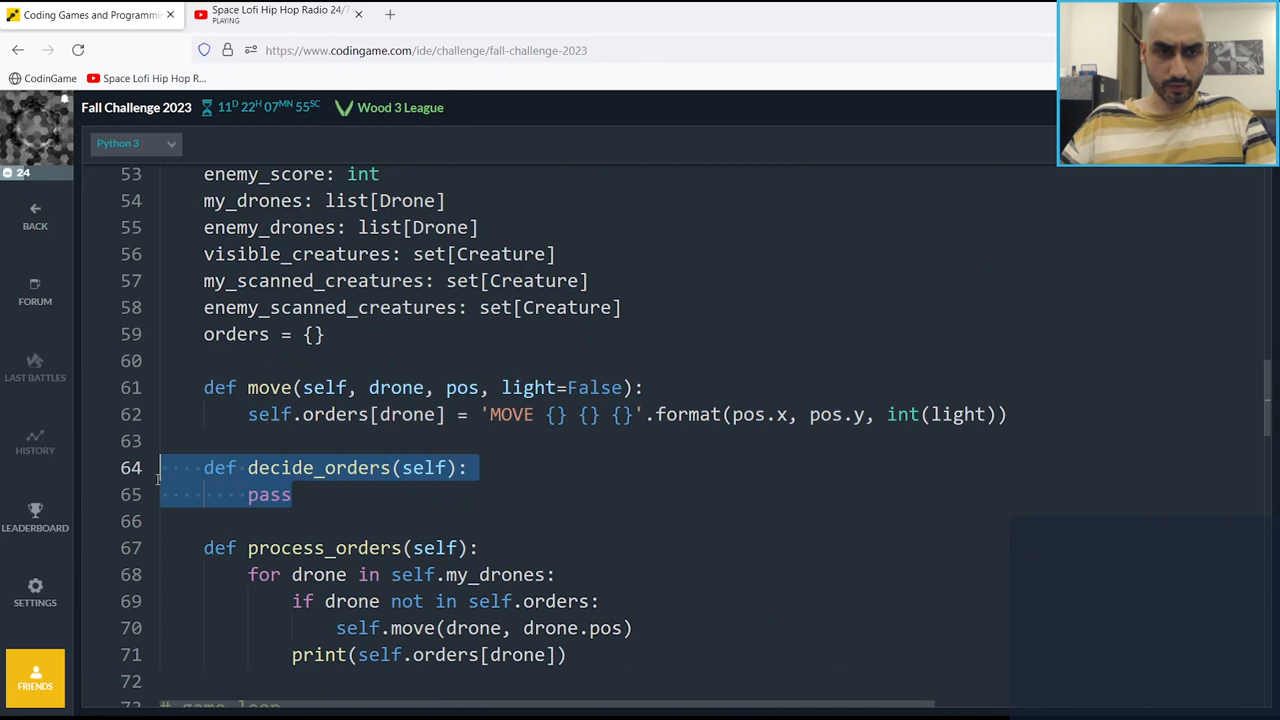 Coding Games and Programmi
Space Lofi Hip Hop Radio 24/7
PLAYING
https://www.codingame.com/ide/challenge/fall-challenge-2023
CodinGame
Space Lofi Hip Hop R...
Fall Challenge 2023
11D 22H 07MN 55SC
Wood 3 League
Python 3
24
BACK
FORUM
LAST BATTLES
HISTORY
LEADERBOARD
SETTINGS
FRIENDS
53 enemy_score: int
54 my_drones: list[Drone]
55 enemy_drones: list[Drone]
56 visible_creatures: set[Creature]
57 my_scanned_creatures: set[Creature]
58 enemy_scanned_creatures: set[Creature]
59 orders = {}
60
61 def move(self, drone, pos, light=False):
62 self.orders[drone] = 'MOVE {} {} {}'.format(pos.x, pos.y, int(light))
63
64 def decide_orders(self):
65 pass
66
67 def process_orders(self):
68 for drone in self.my_drones:
69 if drone not in self.orders:
70 self.move(drone, drone.pos)
71 print(self.orders[drone])
72
73 # game loop